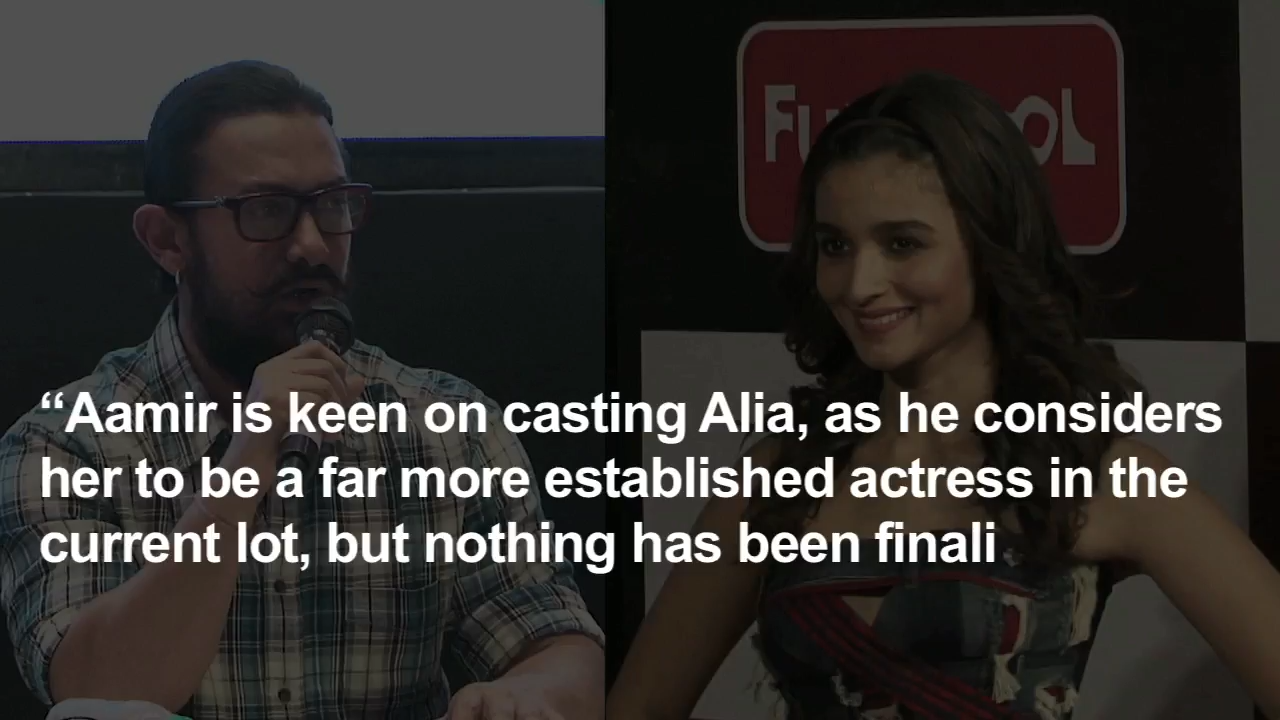 “Aamir is keen on casting Alia, as he considers
her to be a far more established actress in the
current lot, but nothing has been finali